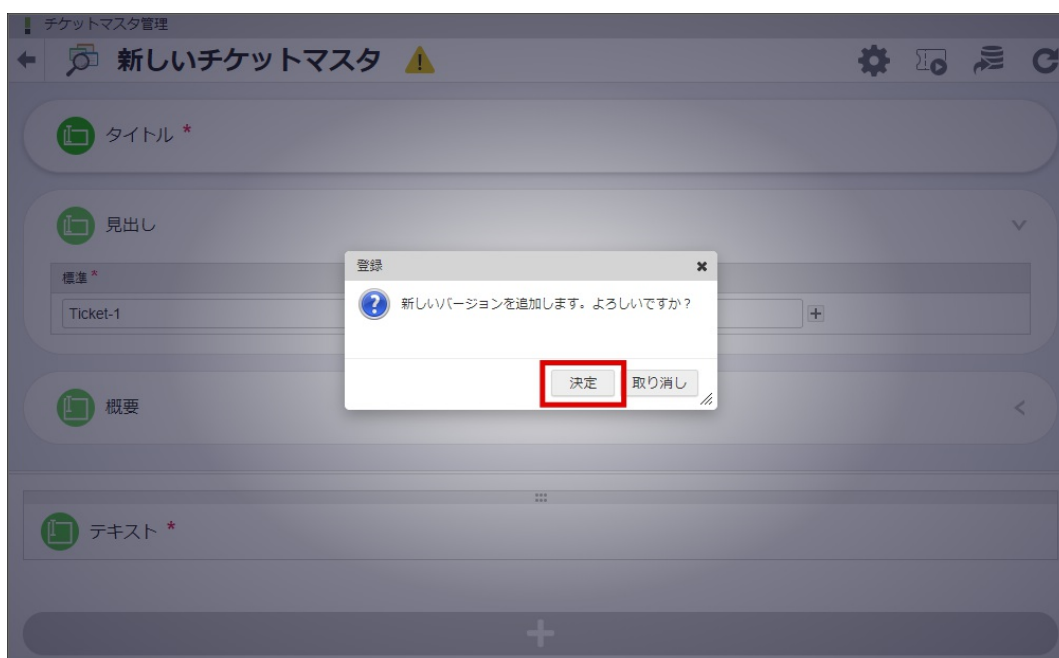 チケットマスタ管理
新しいチケットマスタ
タイトル *
見出し
標準 *
Ticket-1
登録
新しいバージョンを追加します。よろしいですか？
決定 取り消し
概要
テキスト *